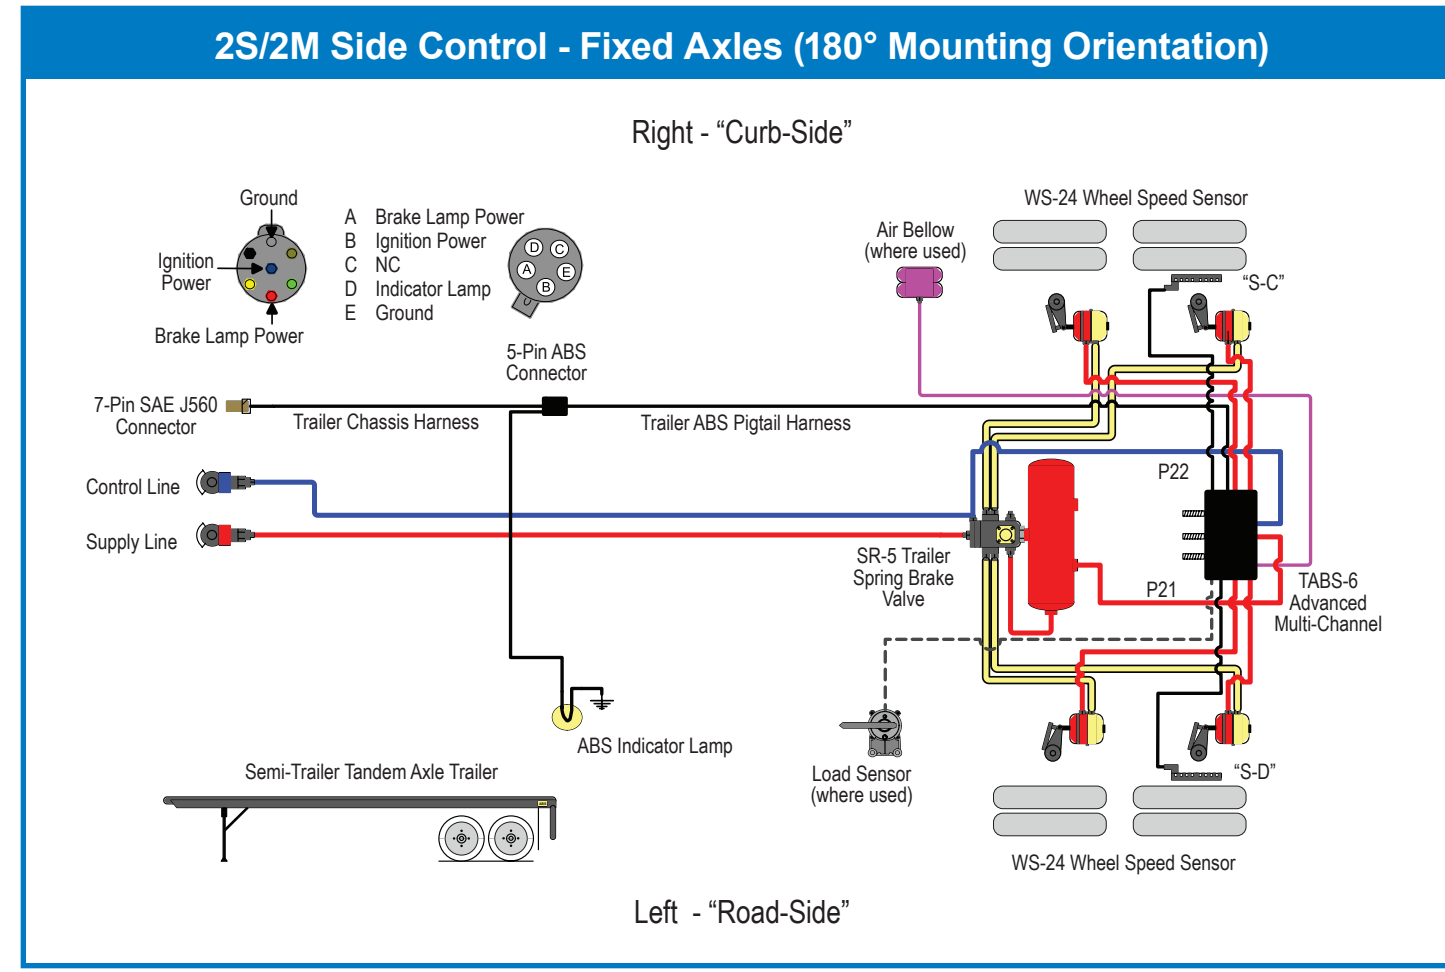 2S/2M Side Control - Fixed Axles (180° Mounting Orientation)
Right - “Curb-Side”
Ground
Ignition
Power
Brake Lamp Power
A Brake Lamp Power
B Ignition Power
C NC
D Indicator Lamp
E Ground
D
C
A
E
B
5-Pin ABS
Connector
Air Bellow
(where used)
WS-24 Wheel Speed Sensor
“S-C”
7-Pin SAE J560
Connector
Trailer Chassis Harness
Trailer ABS Pigtail Harness
Control Line
Supply Line
P22
SR-5 Trailer
Spring Brake
Valve
P21
TABS-6
Advanced
Multi-Channel
ABS Indicator Lamp
Load Sensor
(where used)
“S-D”
Semi-Trailer Tandem Axle Trailer
ABS
WS-24 Wheel Speed Sensor
Left - “Road-Side”